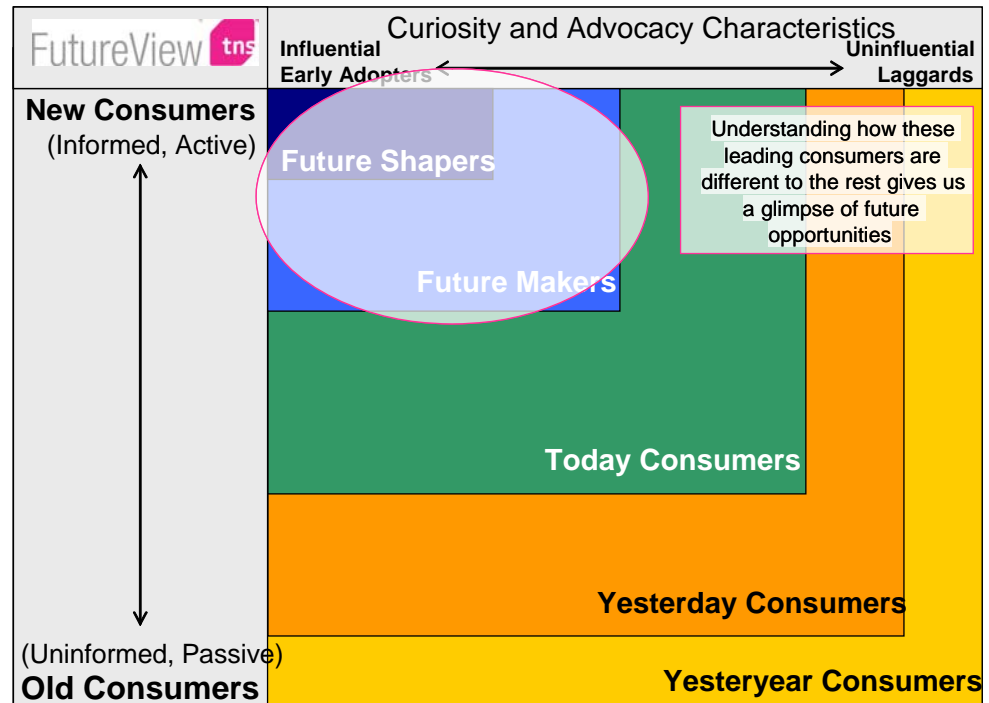 FutureView tns
Curiosity and Advocacy Characteristics
Influential
Early Adopters
Uninfluential
Laggards
New Consumers
(Informed, Active)
Future Shapers
Understanding how these
leading consumers are
different to the rest gives us
a glimpse of future
opportunities
Future Makers
Today Consumers
Yesterday Consumers
(Uninformed, Passive)
Old Consumers
Yesteryear Consumers